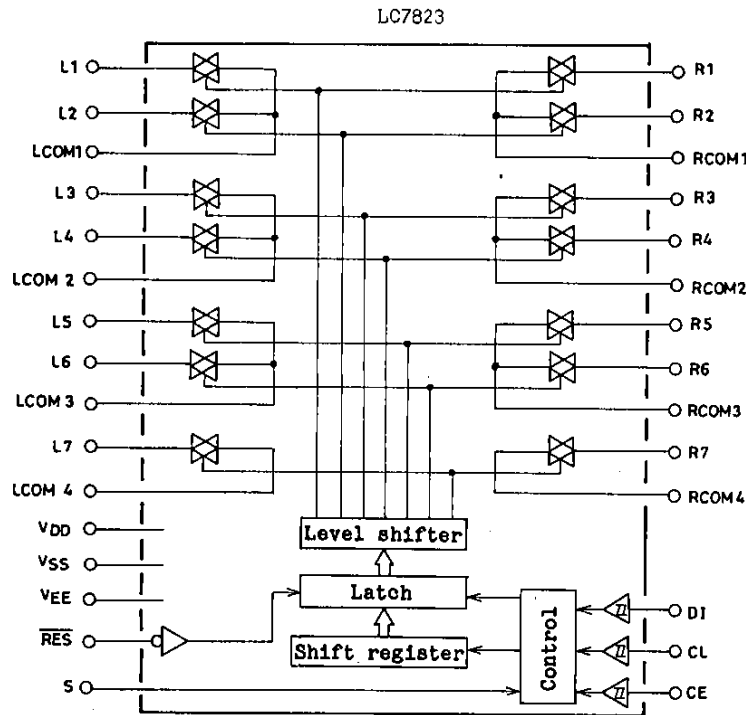 LC7823
L1
R1
L2
R2
LCOM1
RCOM1
L3
R3
L4
R4
LCOM 2
RCOM2
L5
R5
L6
R6
LCOM 3
RCOM3
L7
R7
LCOM 4
RCOM4
VDD
Level shifter
VSS
VEE
Latch
DI
RES
Shift register
Control
CL
S
CE